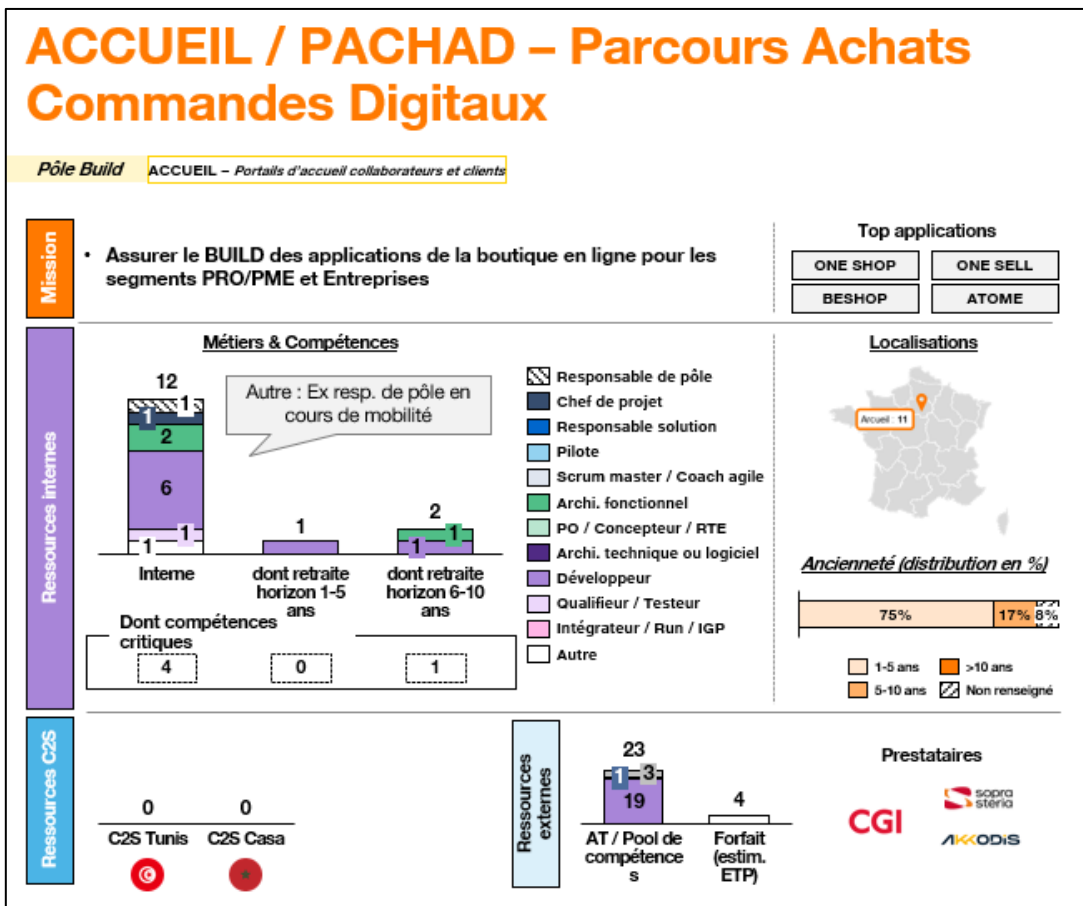 ACCUEIL / PACHAD – Parcours Achats
Commandes Digitaux
Pôle Build
ACCUEIL – Portails d'accueil collaborateurs et clients
Mission
• Assurer le BUILD des applications de la boutique en ligne pour les
segments PRO/PME et Entreprises
Top applications
ONE SHOP
ONE SELL
BESHOP
ATOME
Ressources internes
Métiers & Compétences
12
1
1
2
6
1
1
Interne
Autre : Ex resp. de pôle en
cours de mobilité
1
dont retraite
horizon 1-5
ans
2
1
1
dont retraite
horizon 6-10
ans
Dont compétences
critiques
4
0
1
Responsable de pôle
Chef de projet
Responsable solution
Pilote
Scrum master / Coach agile
Archi. fonctionnel
PO / Concepteur / RTE
Archi. technique ou logiciel
Développeur
Qualifieur / Testeur
Intégrateur / Run / IGP
Autre
Localisations
Arcueil : 11
Ancienneté (distribution en %)
75%
17%
8%
1-5 ans
>10 ans
5-10 ans
Non renseigné
Ressources C2S
0
C2S Tunis
0
C2S Casa
Ressources
externes
23
1
3
19
AT / Pool de
compétence
s
4
Forfait
(estim.
ETP)
Prestataires
CGI
sopra
steria
AKKODIS